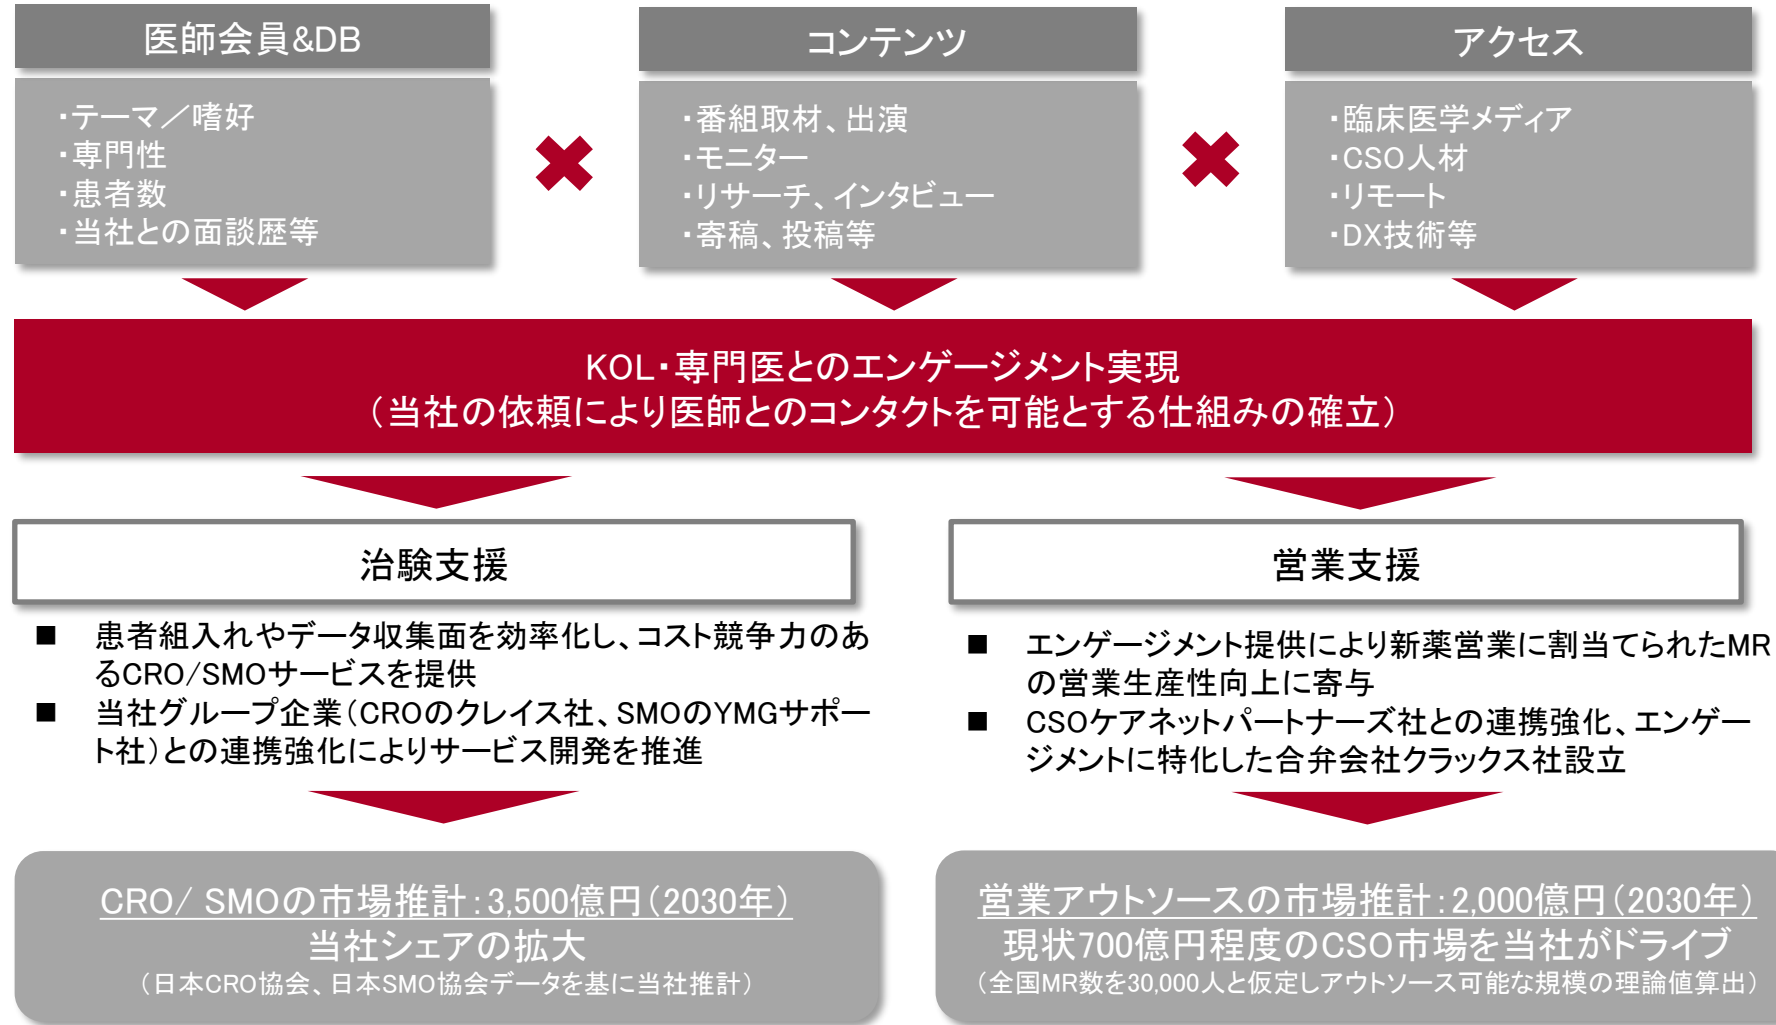 医師会員&DB
・テーマ／嗜好
・専門性
・患者数
・当社との面談歴等
コンテンツ
・番組取材、出演
・モニター
・リサーチ、インタビュー
・寄稿、投稿等
アクセス
・臨床医学メディア
・CSO人材
・リモート
・DX技術等
KOL・専門医とのエンゲージメント実現
（当社の依頼により医師とのコンタクトを可能とする仕組みの確立）
治験支援
■ 患者組入れやデータ収集面を効率化し、コスト競争力のあ
るCRO/SMOサービスを提供
■ 当社グループ企業（CROのクレイス社、SMOのYMGサポー
ト社）との連携強化によりサービス開発を推進
CRO/ SMOの市場推計：3,500億円（2030年）
当社シェアの拡大
（日本CRO協会、日本SMO協会データを基に当社推計）
営業支援
■ エンゲージメント提供により新薬営業に割当てられたMR
の営業生産性向上に寄与
■ CSOケアネットパートナーズ社との連携強化、エンゲー
ジメントに特化した合弁会社クラックス社設立
営業アウトソースの市場推計：2,000億円（2030年）
現状700億円程度のCSO市場を当社がドライブ
（全国MR数を30,000人と仮定しアウトソース可能な規模の理論値算出）